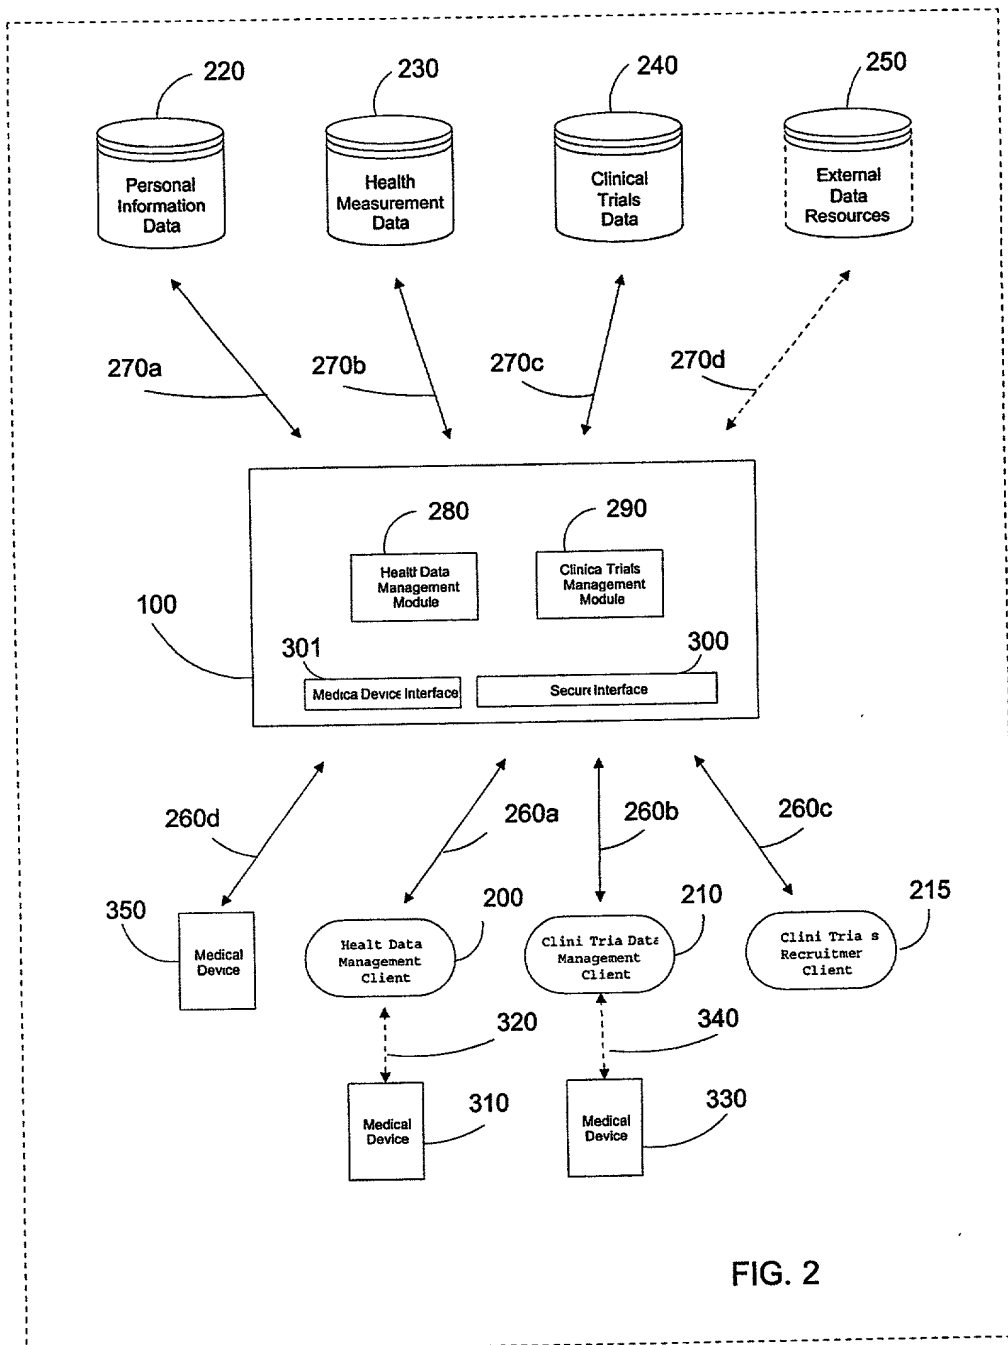 220
230
240
250
Personal
Information
Data
Health
Measurement
Data
Clinical
Trials
Data
External
Data
Resources
270a
270b
270c
270d
280
290
Healt Data
Management
Module
Clinica Trials
Management
Module
100
301
300
Medica Device Interface
Secure Interface
260d
260a
260b
260c
350
200
210
215
Medical
Device
Healt Data
Management
Client
Clini Tria Data
Management
Client
Clini Tria s
Recruitmer
Client
320
340
310
330
Medical
Device
Medical
Device
FIG. 2